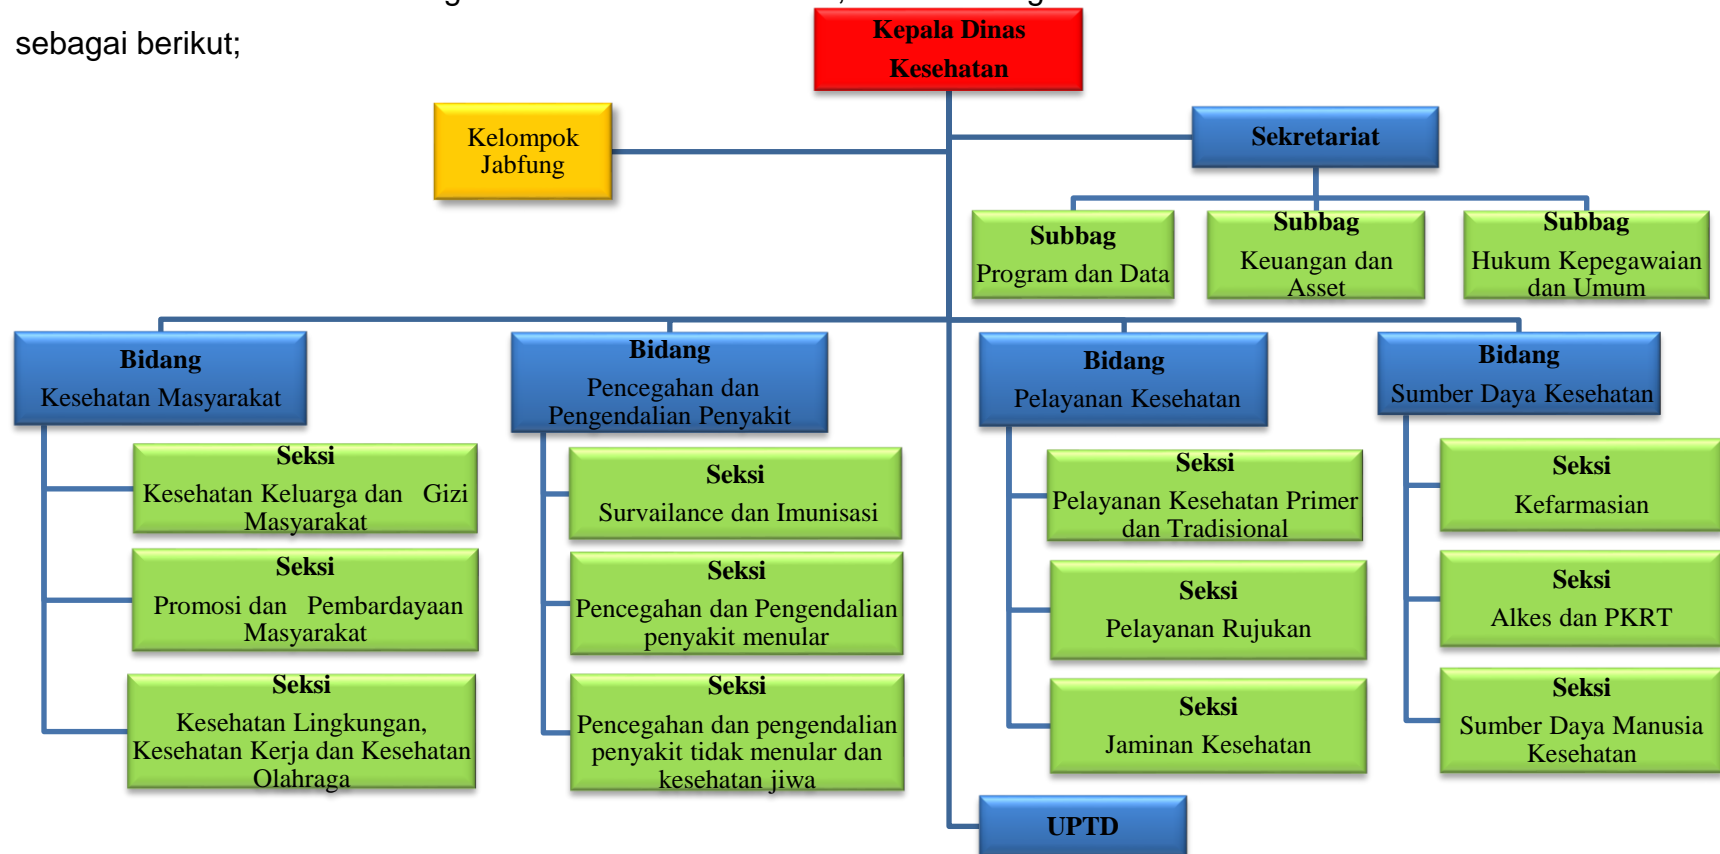 sebagai berikut;
Kepala Dinas
Kesehatan
Kelompok
Jabfung
Sekretariat
Subbag
Program dan Data
Subbag
Keuangan dan
Asset
Subbag
Hukum Kepegawaian
dan Umum
Bidang
Kesehatan Masyarakat
Seksi
Kesehatan Keluarga dan Gizi
Masyarakat
Seksi
Promosi dan Pembardayaan
Masyarakat
Seksi
Kesehatan Lingkungan,
Kesehatan Kerja dan Kesehatan
Olahraga
Bidang
Pencegahan dan
Pengendalian Penyakit
Seksi
Survailance dan Imunisasi
Seksi
Pencegahan dan Pengendalian
penyakit menular
Seksi
Pencegahan dan pengendalian
penyakit tidak menular dan
kesehatan jiwa
Bidang
Pelayanan Kesehatan
Seksi
Pelayanan Kesehatan Primer
dan Tradisional
Seksi
Pelayanan Rujukan
Seksi
Jaminan Kesehatan
Bidang
Sumber Daya Kesehatan
Seksi
Kefarmasian
Seksi
Alkes dan PKRT
Seksi
Sumber Daya Manusia
Kesehatan
UPTD